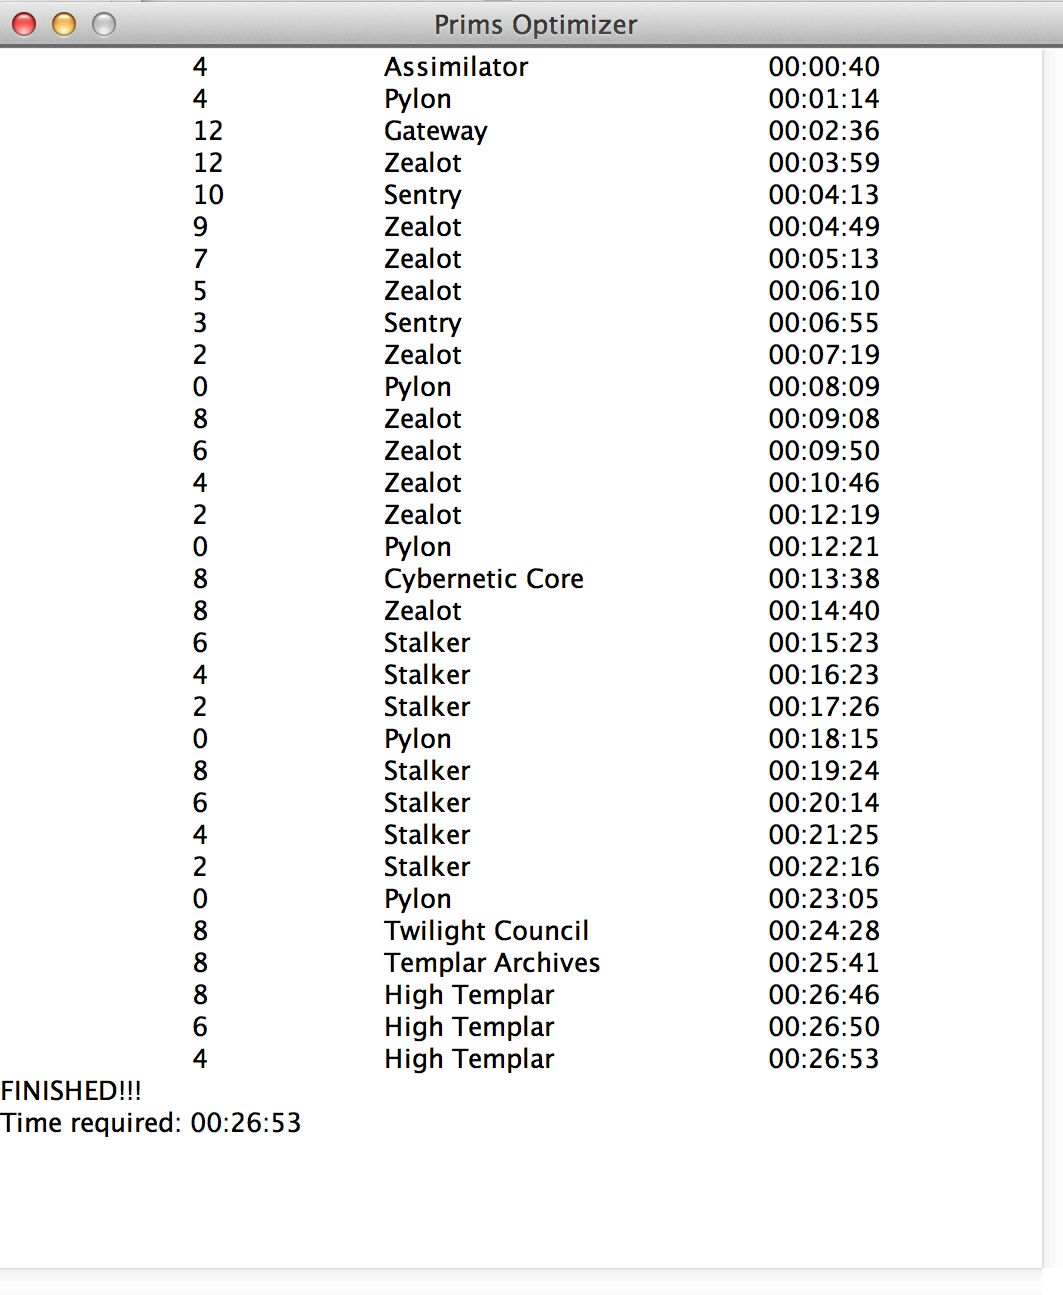 Prims Optimizer
4 Assimilator 00:00:40
4 Pylon 00:01:14
12 Gateway 00:02:36
12 Zealot 00:03:59
10 Sentry 00:04:13
9 Zealot 00:04:49
7 Zealot 00:05:13
5 Zealot 00:06:10
3 Sentry 00:06:55
2 Zealot 00:07:19
0 Pylon 00:08:09
8 Zealot 00:09:08
6 Zealot 00:09:50
4 Zealot 00:10:46
2 Zealot 00:12:19
0 Pylon 00:12:21
8 Cybernetic Core 00:13:38
8 Zealot 00:14:40
6 Stalker 00:15:23
4 Stalker 00:16:23
2 Stalker 00:17:26
0 Pylon 00:18:15
8 Stalker 00:19:24
6 Stalker 00:20:14
4 Stalker 00:21:25
2 Stalker 00:22:16
0 Pylon 00:23:05
8 Twilight Council 00:24:28
8 Templar Archives 00:25:41
8 High Templar 00:26:46
6 High Templar 00:26:50
4 High Templar 00:26:53
FINISHED!!!
Time required: 00:26:53